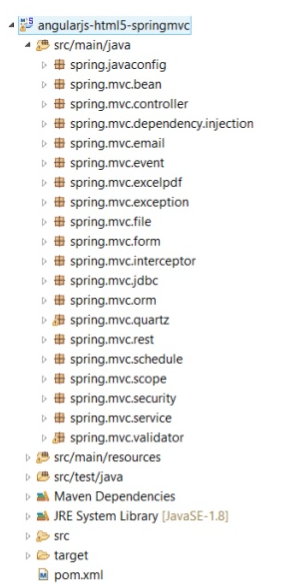 angularjs-html5-springmvc
src/main/java
spring.javaconfig
spring.mvc.bean
spring.mvc.controller
spring.mvc.dependency.injection
spring.mvc.email
spring.mvc.event
spring.mvc.excelpdf
spring.mvc.exception
spring.mvc.file
spring.mvc.form
spring.mvc.interceptor
spring.mvc.jdbc
spring.mvc.orm
spring.mvc.quartz
spring.mvc.rest
spring.mvc.schedule
spring.mvc.scope
spring.mvc.security
spring.mvc.service
spring.mvc.validator
src/main/resources
src/test/java
Maven Dependencies
JRE System Library [JavaSE-1.8]
src
target
pom.xml